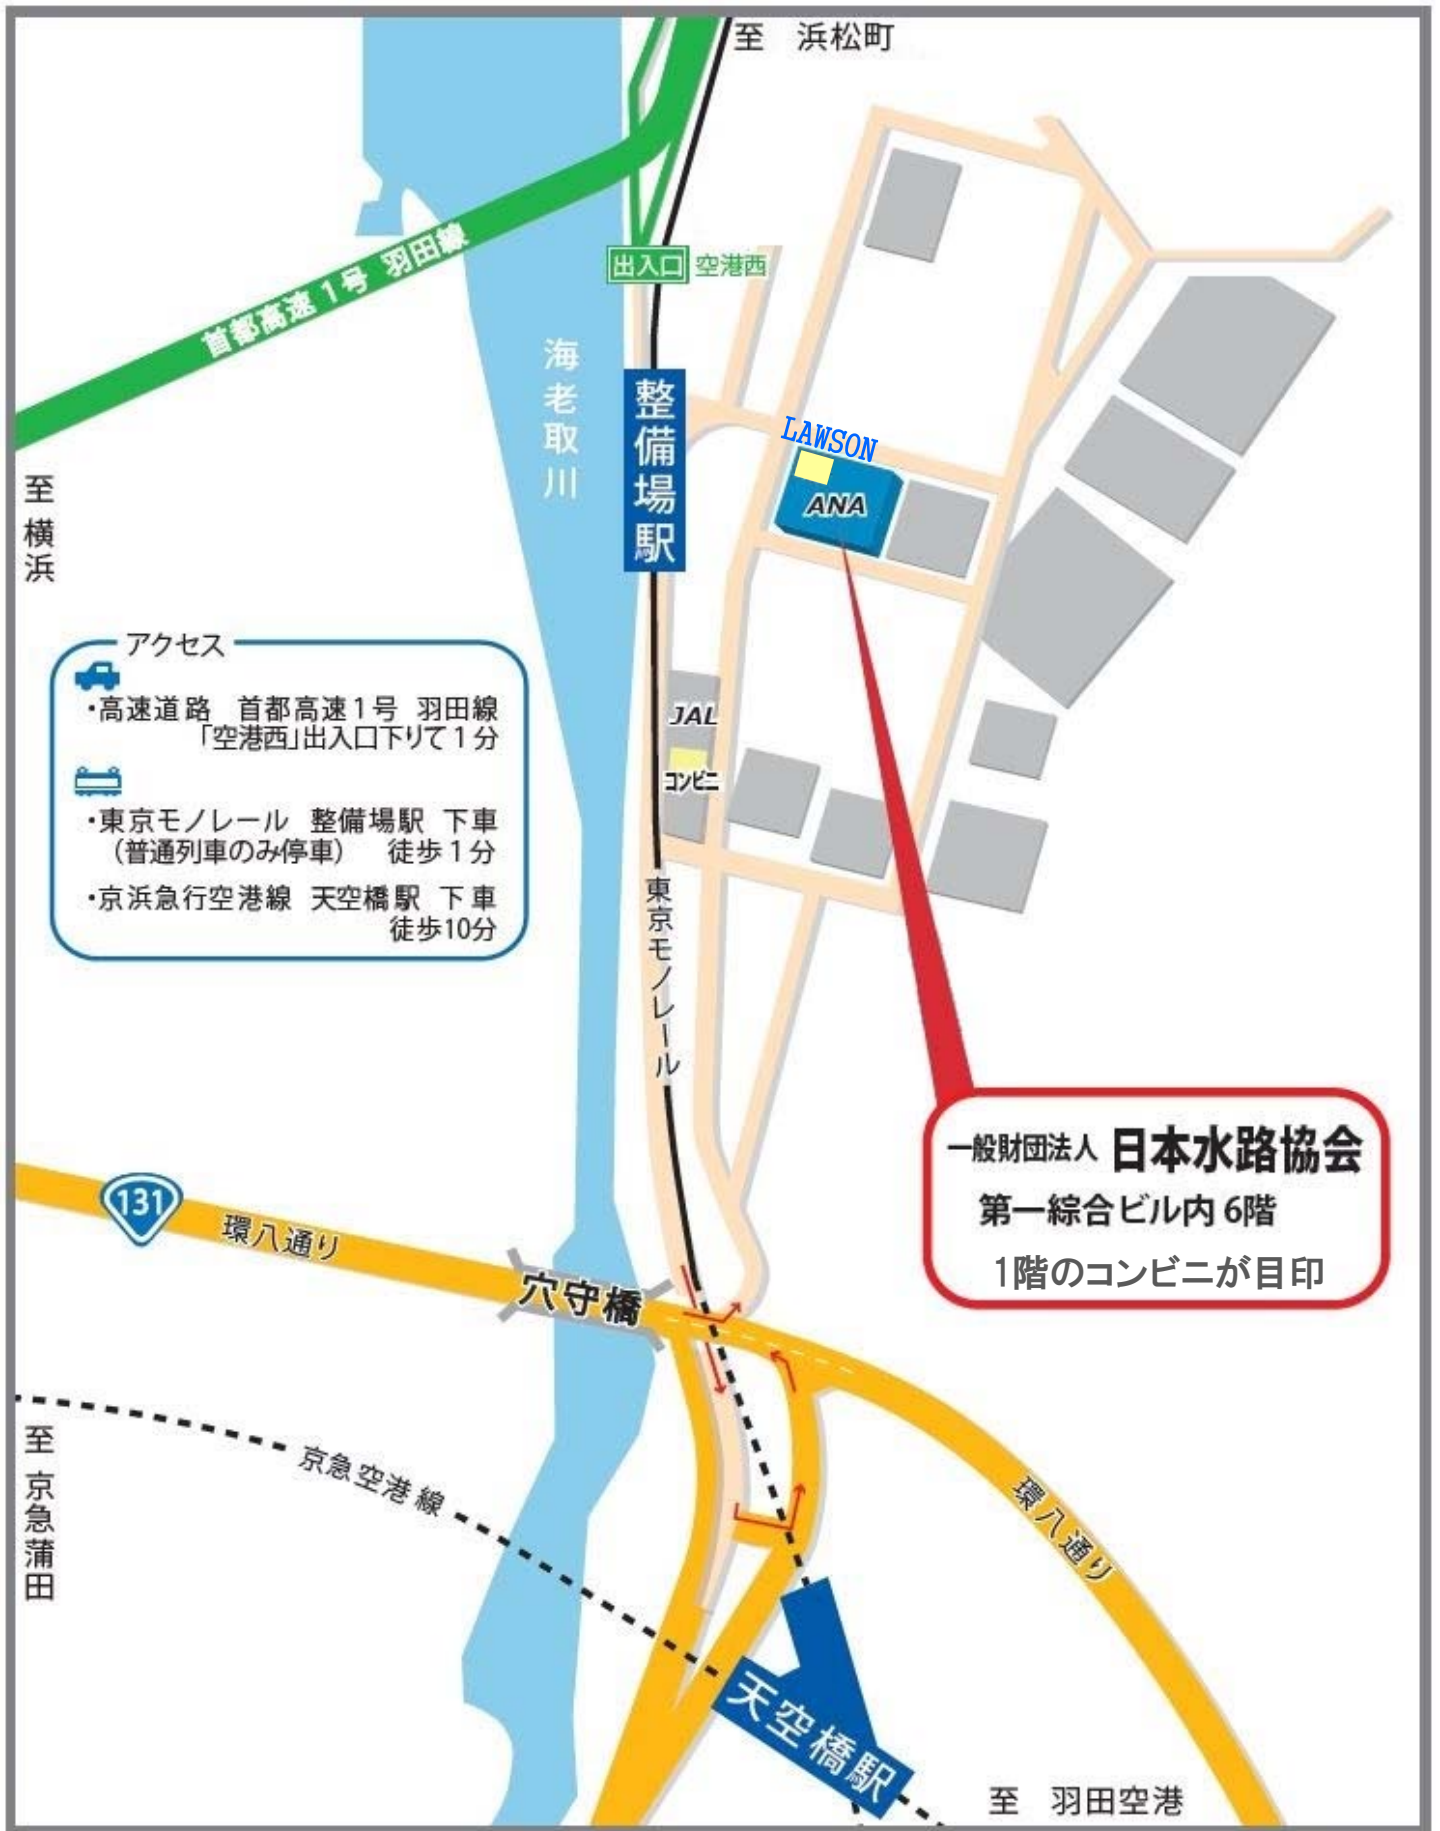 至 浜松町
首都高速1号 羽田線
出入口 空港西
海老取川
整備場駅
LAWSON
ANA
至横浜
アクセス
・高速道路 首都高速1号 羽田線
「空港西」出入口下りて1分
・東京モノレール 整備場駅 下車
(普通列車のみ停車) 徒歩1分
・京浜急行空港線 天空橋駅 下車
徒歩10分
JAL
コンビニ
東京モノレール
一般財団法人 日本水路協会
第一綜合ビル内 6階
1階のコンビニが目印
131
環八通り
穴守橋
京急空港線
至京急蒲田
環八通り
天空橋駅
至 羽田空港